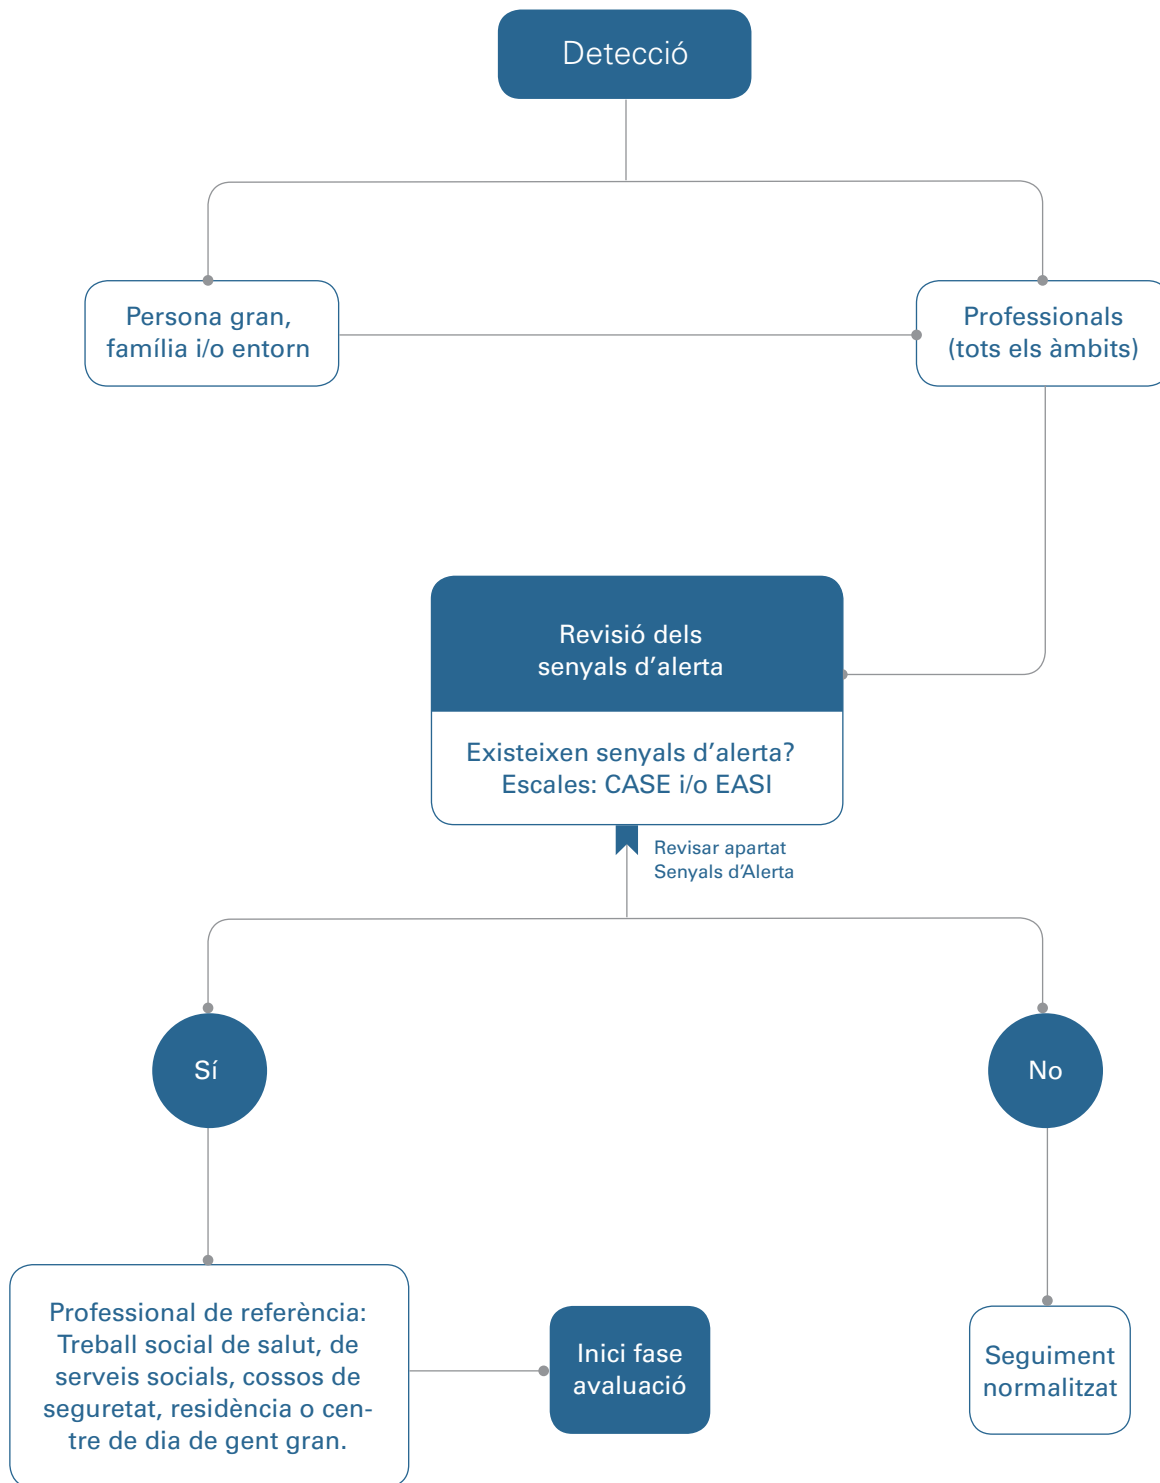 Detecció
Persona gran,
família i/o entorn
Professionals
(tots els àmbits)
Revisió dels
senyals d’alerta
Existeixen senyals d’alerta?
Escales: CASE i/o EASI
Revisar apartat
Senyals d’Alerta
Sí
No
Professional de referència:
Treball social de salut, de
serveis socials, cossos de
seguretat, residència o cen-
tre de dia de gent gran.
Inici fase
avaluació
Seguiment
normalitzat